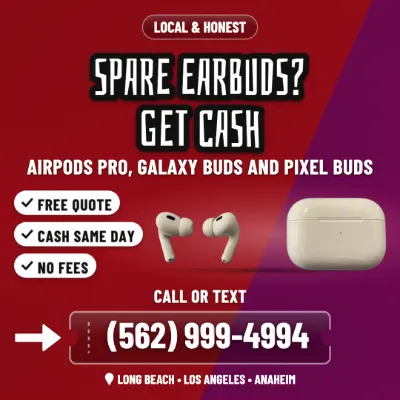 LOCAL & HONEST
SPARE EARBUDS?
GET CASH
AIRPODS PRO, GALAXY BUDS AND PIXEL BUDS
FREE QUOTE
CASH SAME DAY
NO FEES
CALL OR TEXT
(562) 999-4994
LONG BEACH • LOS ANGELES • ANAHEIM